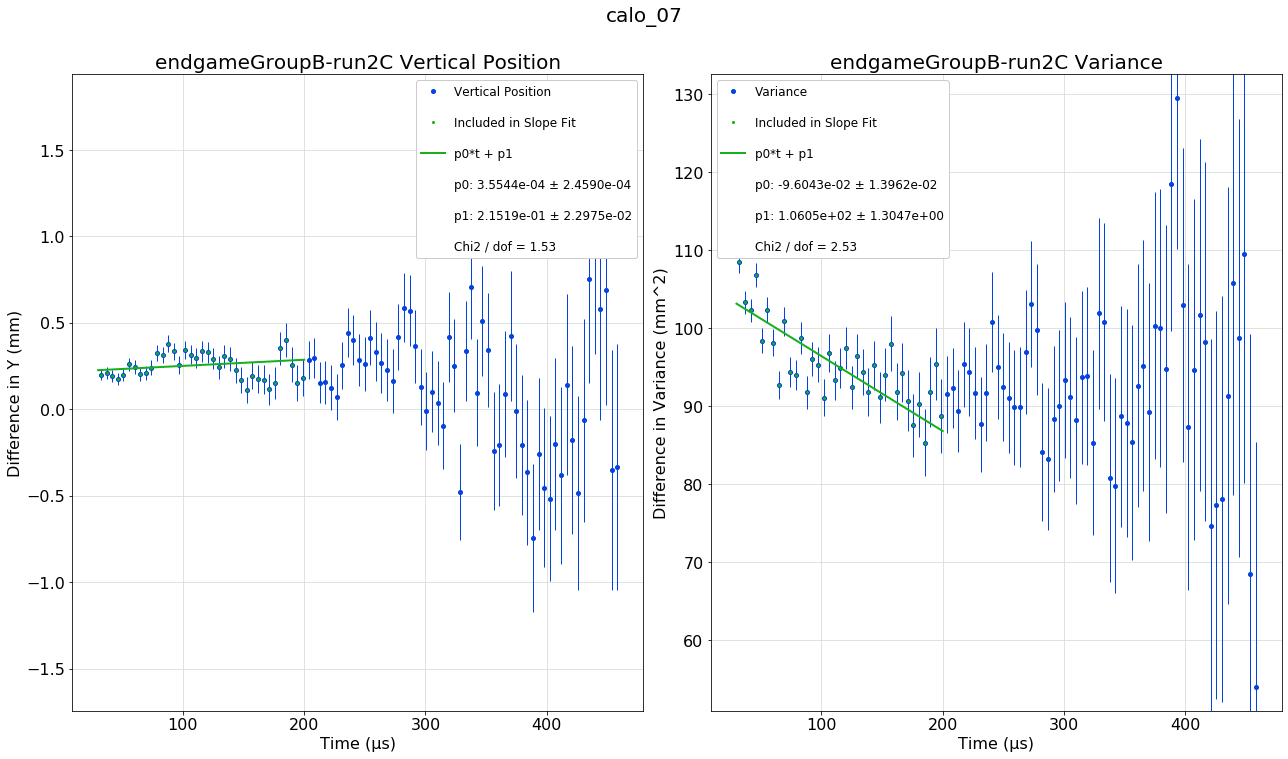 calo_07
endgameGroupB-run2C Vertical Position
Vertical Position
Included in Slope Fit
p0*t + p1
p0: 3.5544e-04 ± 2.4590e-04
p1: 2.1519e-01 ± 2.2975e-02
Chi2 / dof = 1.53
Difference in Y (mm)
1.5
1.0
0.5
0.0
−0.5
−1.0
−1.5
100 200 300 400
Time (µs)
endgameGroupB-run2C Variance
Variance
Included in Slope Fit
p0*t + p1
p0: -9.6043e-02 ± 1.3962e-02
p1: 1.0605e+02 ± 1.3047e+00
Chi2 / dof = 2.53
Difference in Variance (mm^2)
130
120
110
100
90
80
70
60
100 200 300 400
Time (µs)